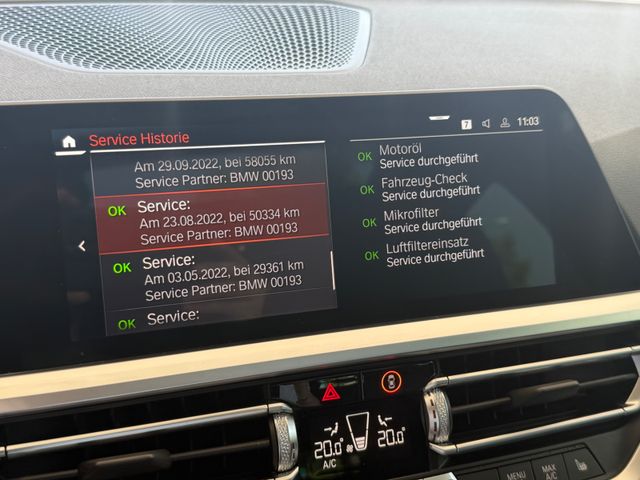 7 11:03
Service Historie
Am 29.09.2022, bei 58055 km
Service Partner: BMW 00193
OK Service:
Am 23.08.2022, bei 50334 km
Service Partner: BMW 00193
OK Service:
Am 03.05.2022, bei 29361 km
Service Partner: BMW 00193
OK Service:
OK Motoröl
Service durchgeführt
OK Fahrzeug-Check
Service durchgeführt
OK Mikrofilter
Service durchgeführt
OK Luftfiltereinsatz
Service durchgeführt
20.0° 20.0°
A/C
MENU
MAX
A/C